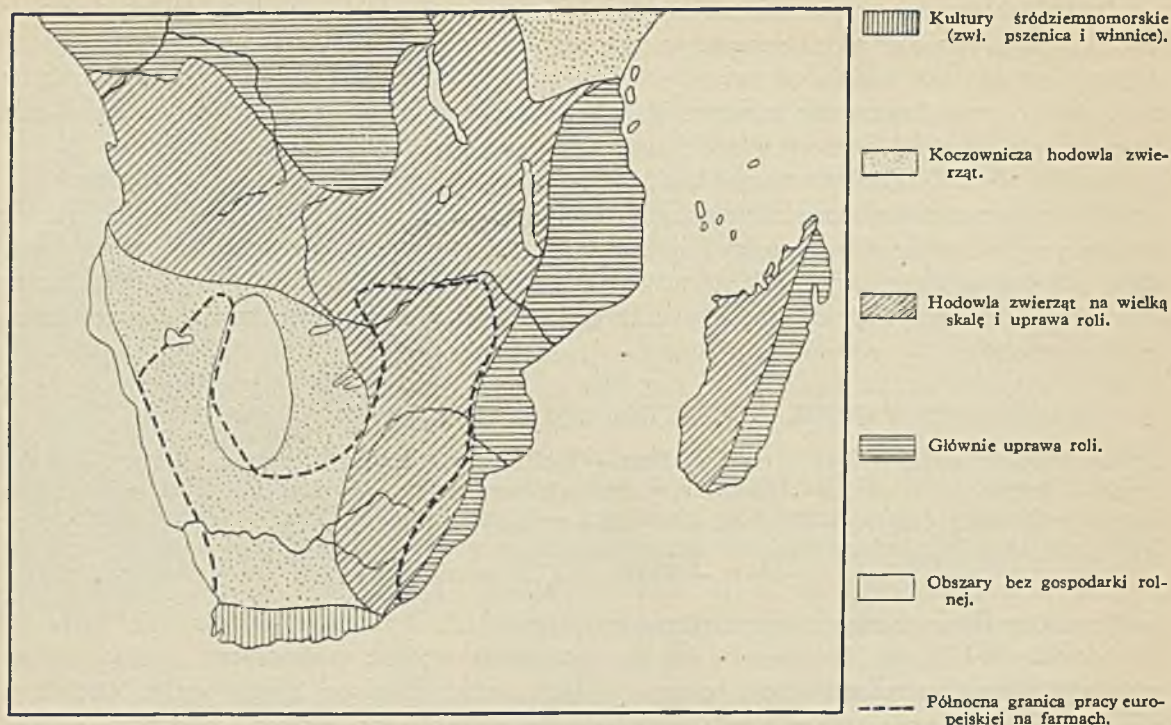 Kultury śródziemnomorskie
(zwł. pszenica i winnice).
Koczownicza hodowla zwie-
rząt.
Hodowla zwierząt na wielką
skalę i uprawa roli.
Głównie uprawa roli.
Obszary bez gospodarki rol-
nej.
Północna granica pracy euro-
pejskiej na farmach.